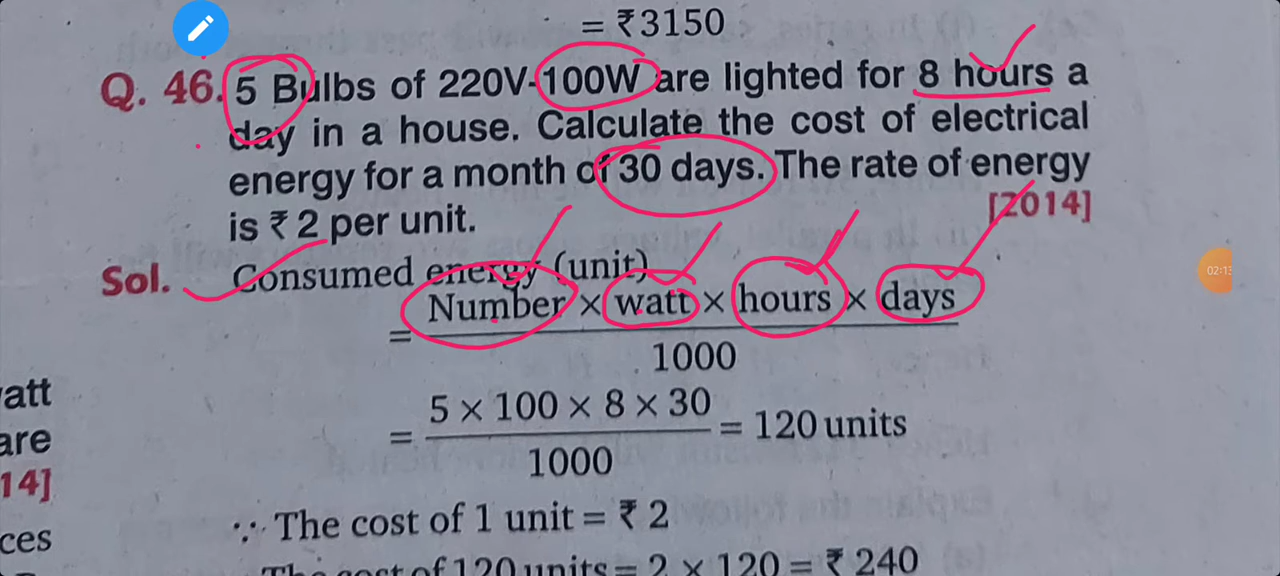 = ₹3150
Q. 46. 5 Bulbs of 220V-100W are lighted for 8 hours a
day in a house. Calculate the cost of electrical
energy for a month of 30 days. The rate of energy
is ₹ 2 per unit. [2014]
Sol. Consumed energy (unit)
= Number × watt × hours × days
1000
= 5 × 100 × 8 × 30 = 120 units
1000
∵ The cost of 1 unit = ₹ 2
The cost of 120 units = 2 × 120 = ₹ 240
watt
are
14]
ces
02:13